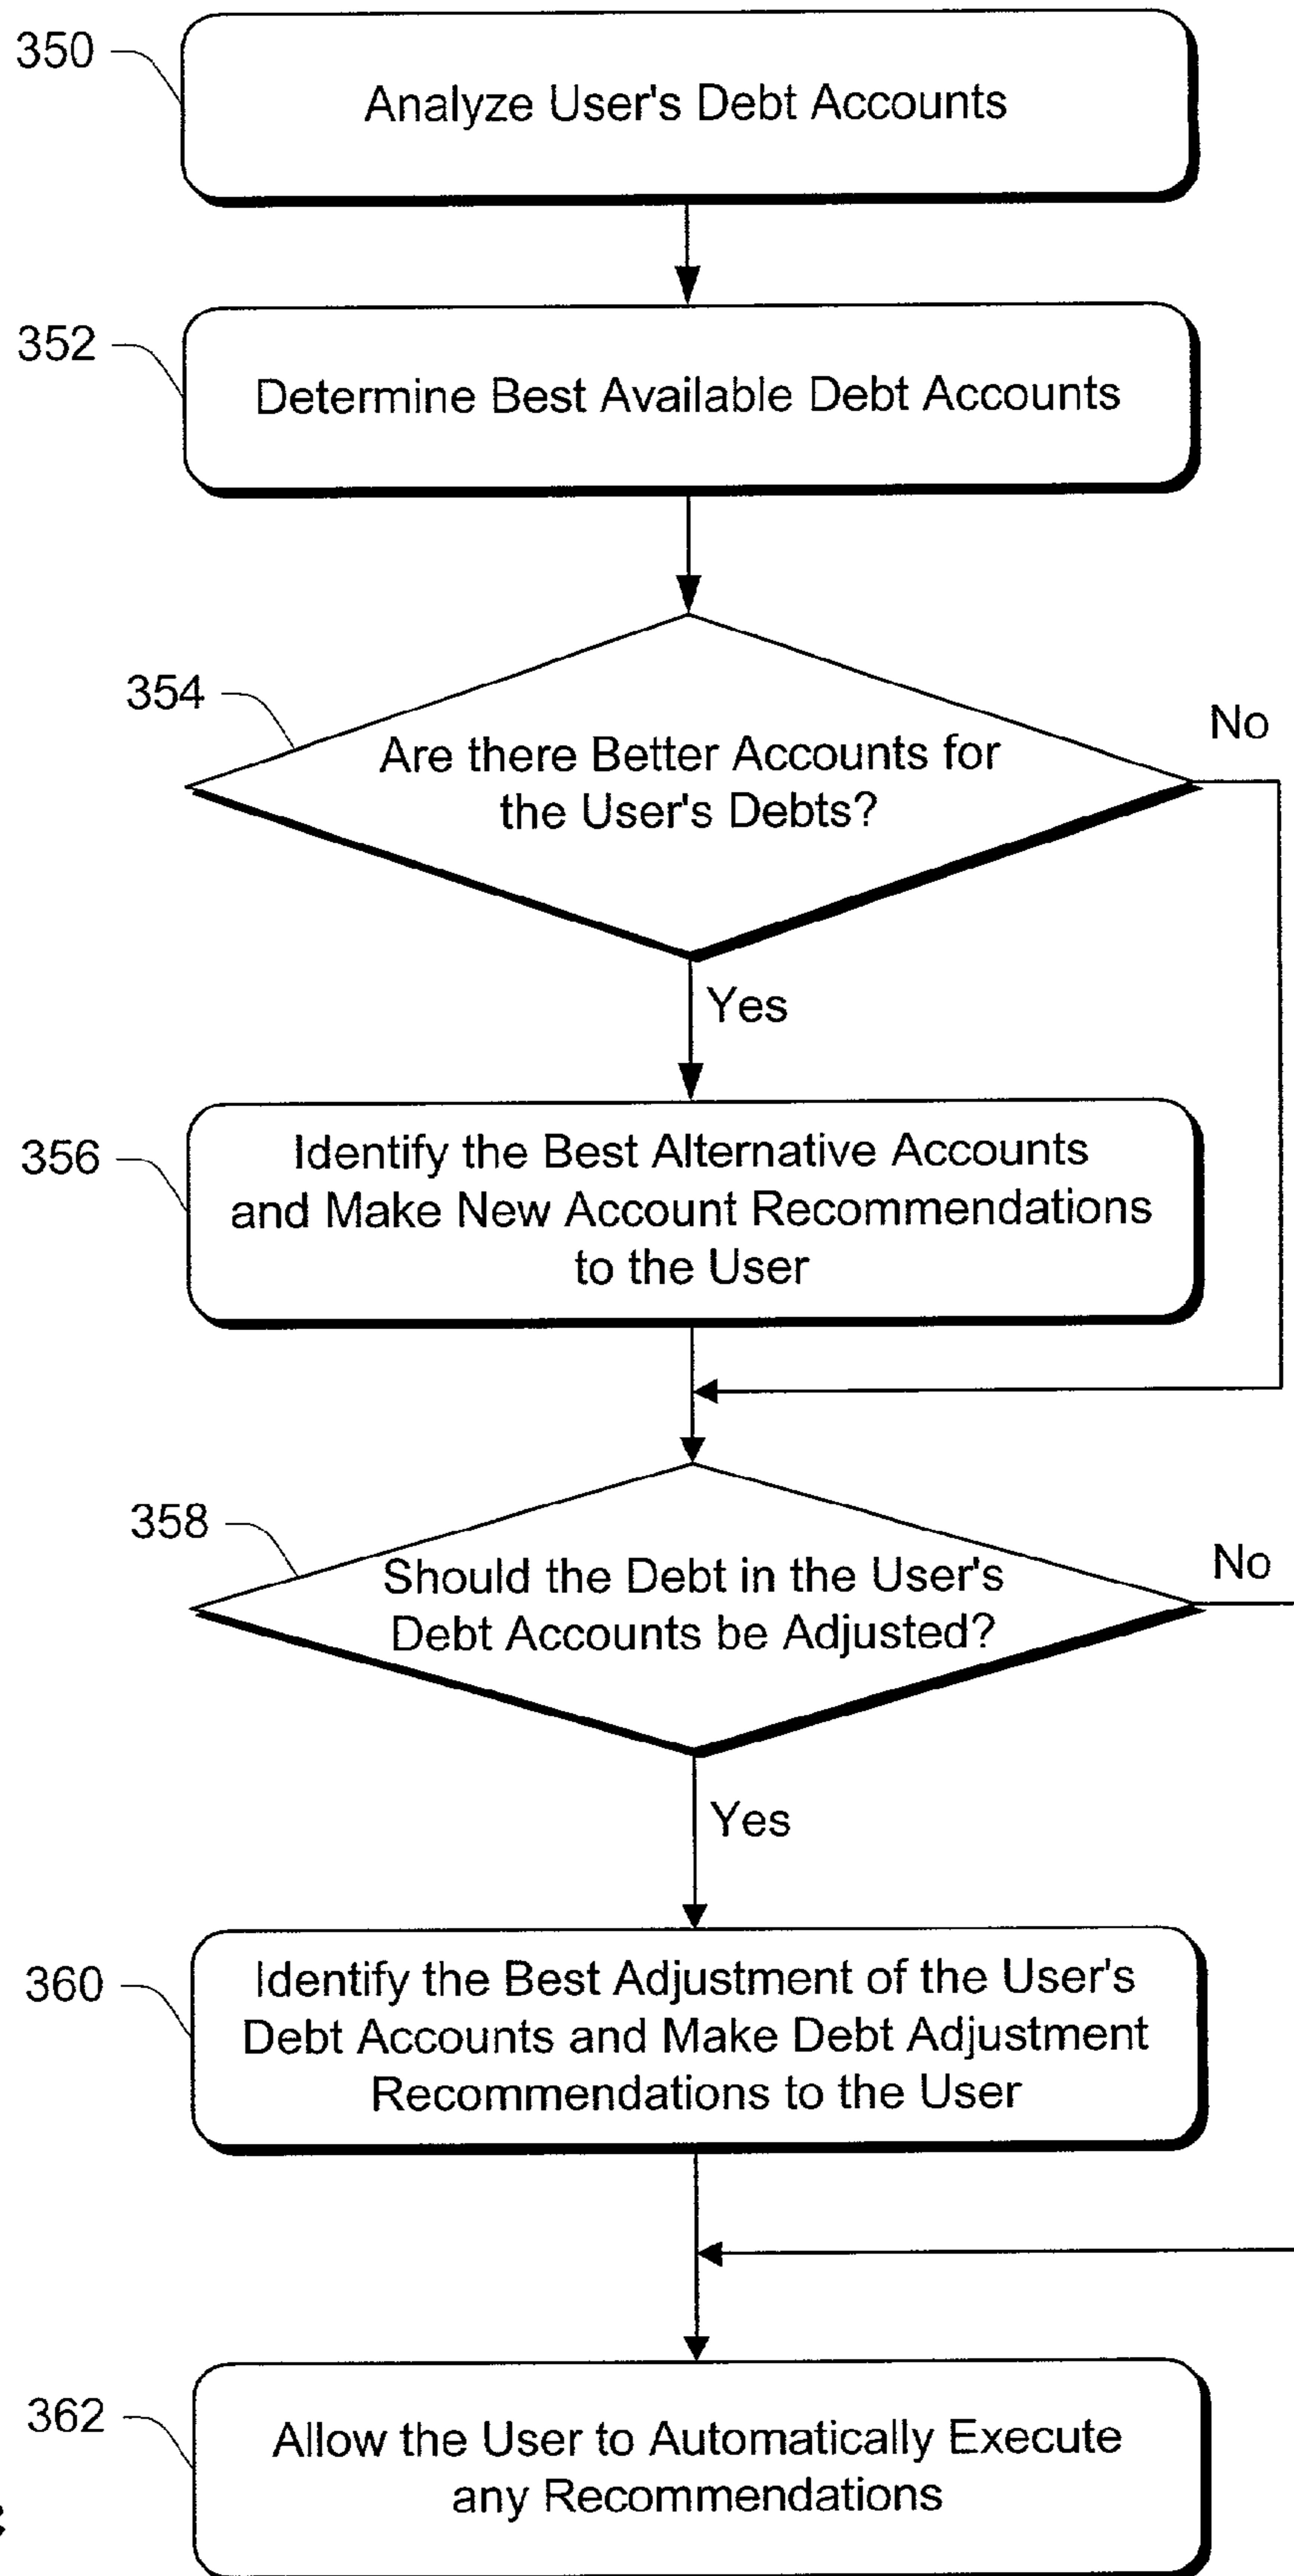 350
Analyze User's Debt Accounts
352
Determine Best Available Debt Accounts
354
Are there Better Accounts for
the User's Debts?
No
Yes
356
Identify the Best Alternative Accounts
and Make New Account Recommendations
to the User
358
Should the Debt in the User's
Debt Accounts be Adjusted?
No
Yes
360
Identify the Best Adjustment of the User's
Debt Accounts and Make Debt Adjustment
Recommendations to the User
362
Allow the User to Automatically Execute
any Recommendations